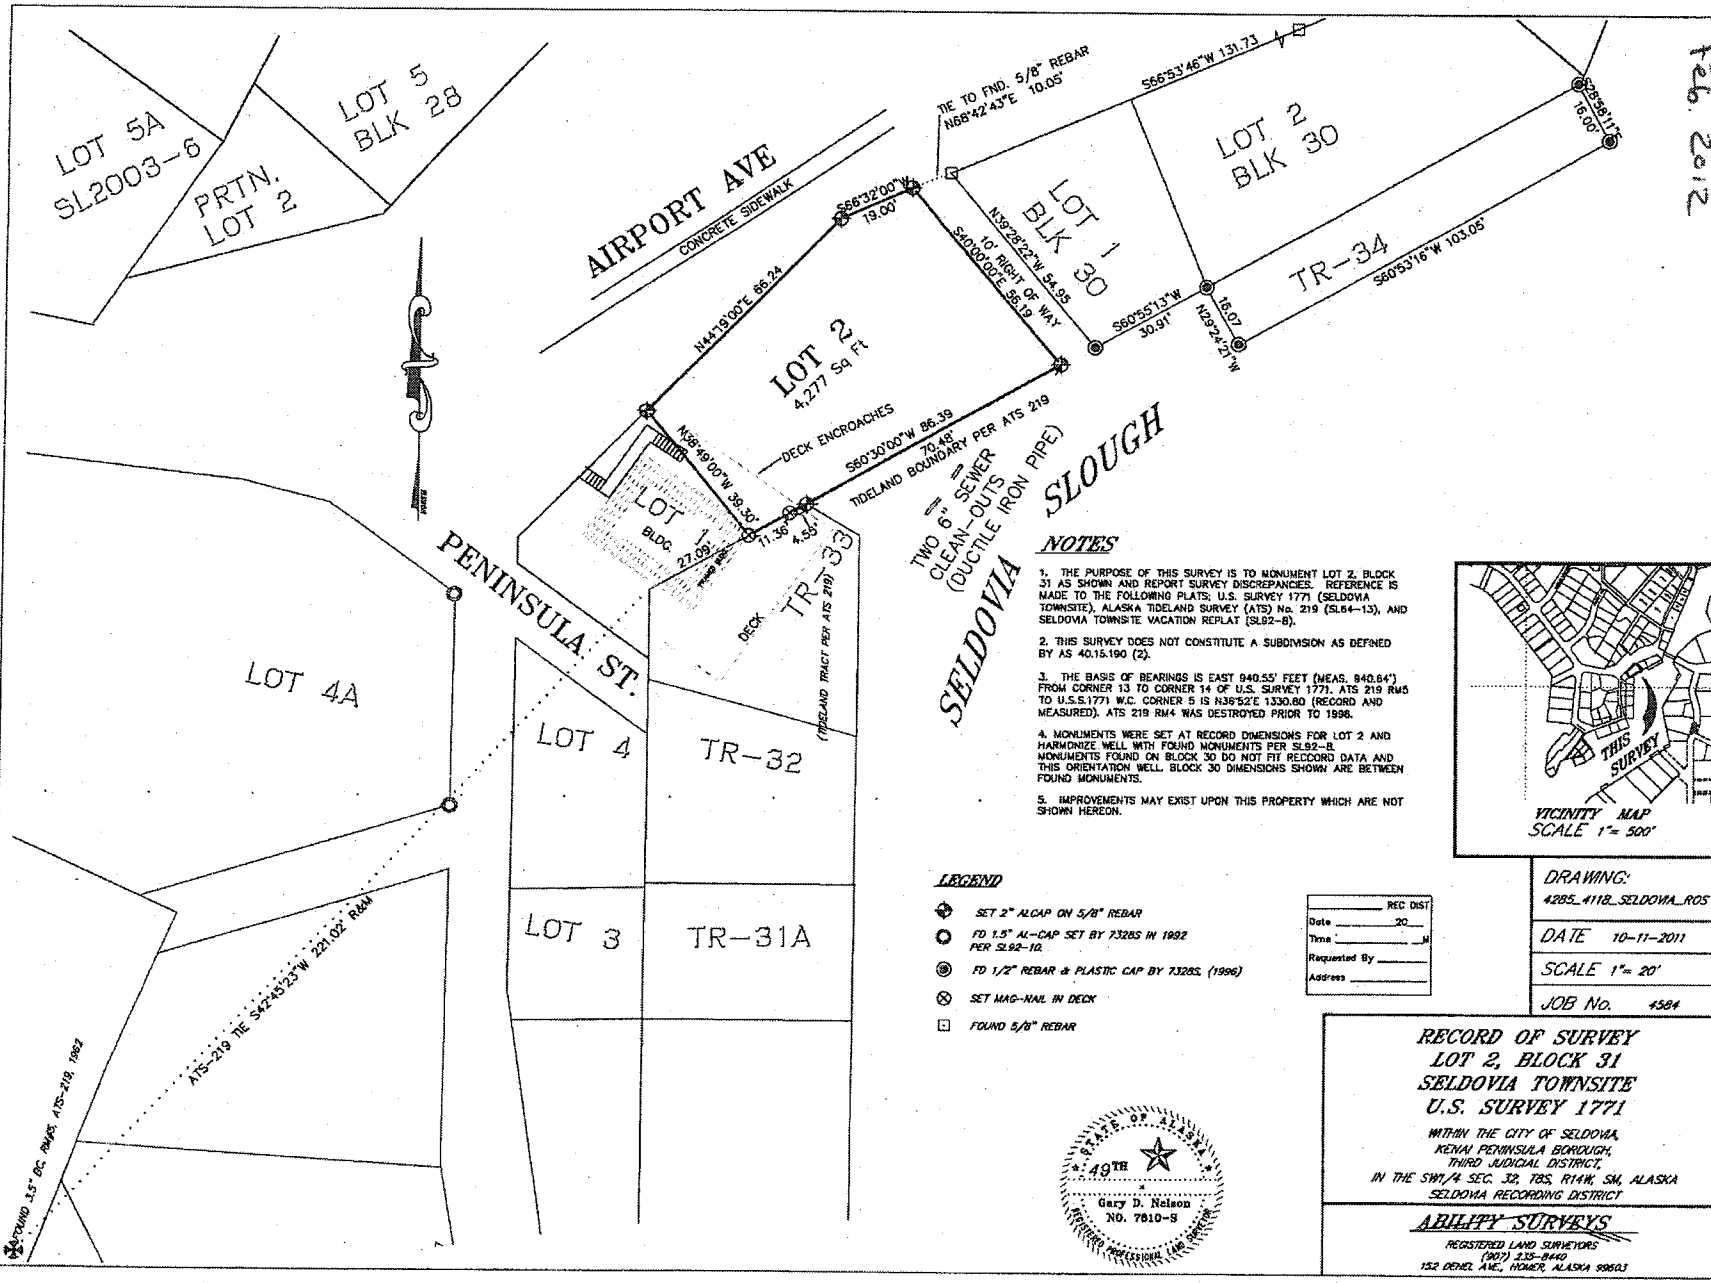 Feb. 2012
LOT 5A
SL2003-6
LOT 5
BLK 28
PRTN.
LOT 2
AIRPORT AVE
CONCRETE SIDEWALK
TIE TO FND. 5/8" REBAR
N68°42'43"E 10.05'
S66°53'46"W 131.73
LOT 2
BLK 30
S28°58'11"E
16.00'
S66°32'00"W
19.00'
LOT 1
BLK 30
N39°28'22"W 54.95
10' RIGHT OF WAY
S40°00'00"E 56.19
TR-34
S60°53'16"W 103.05'
S60°55'13"W
30.91'
16.07
N29°24'21"W
N44°19'00"E 66.24
LOT 2
4,277 Sq Ft
DECK ENCROACHES
S60°30'00"W 86.39
70.48'
TIDELAND BOUNDARY PER ATS 219
N38°49'00"W 39.30'
LOT 1
BLDG.
27.09'
11.36'
4.55'
TWO 6" SEWER
CLEAN-OUTS
(DUCTILE IRON PIPE)
SELDOVIA SLOUGH
DECK
TR-33
(TIDELAND TRACT PER ATS 219)
NORTH
PENINSULA ST.
LOT 4A
LOT 4
TR-32
LOT 3
TR-31A
ATS-219 TIE S42°45'23"W 221.02' R&M
FOUND 3.5" BC. RM#5, ATS-219, 1962
NOTES
1. THE PURPOSE OF THIS SURVEY IS TO MONUMENT LOT 2, BLOCK
31 AS SHOWN AND REPORT SURVEY DISCREPANCIES. REFERENCE IS
MADE TO THE FOLLOWING PLATS; U.S. SURVEY 1771 (SELDOVIA
TOWNSITE), ALASKA TIDELAND SURVEY (ATS) No. 219 (SL64-13), AND
SELDOVIA TOWNSITE VACATION REPLAT (SL92-8).
2. THIS SURVEY DOES NOT CONSTITUTE A SUBDIVISION AS DEFINED
BY AS 40.15.190 (2).
3. THE BASIS OF BEARINGS IS EAST 940.55' FEET (MEAS. 940.64')
FROM CORNER 13 TO CORNER 14 OF U.S. SURVEY 1771. ATS 219 RM5
TO U.S.S.1771 W.C. CORNER 5 IS N36°52'E 1330.80 (RECORD AND
MEASURED). ATS 219 RM4 WAS DESTROYED PRIOR TO 1998.
4. MONUMENTS WERE SET AT RECORD DIMENSIONS FOR LOT 2 AND
HARMONIZE WELL WITH FOUND MONUMENTS PER SL92-8.
MONUMENTS FOUND ON BLOCK 30 DO NOT FIT RECCORD DATA AND
THIS ORIENTATION WELL. BLOCK 30 DIMENSIONS SHOWN ARE BETWEEN
FOUND MONUMENTS.
5. IMPROVEMENTS MAY EXIST UPON THIS PROPERTY WHICH ARE NOT
SHOWN HEREON.
THIS
SURVEY
VICINITY MAP
SCALE 1"= 500'
LEGEND
SET 2" ALCAP ON 5/8" REBAR
FD 1.5" AL-CAP SET BY 7328S IN 1992
PER SL92-10.
FD 1/2" REBAR & PLASTIC CAP BY 7328S. (1996)
SET MAG-NAIL IN DECK
FOUND 5/8" REBAR
REC DIST
Date 20
Time M
Requested By
Address
DRAWING:
4285_4118_SELDOVIA_ROS
DATE 10-11-2011
SCALE 1"= 20'
JOB No. 4584
RECORD OF SURVEY
LOT 2, BLOCK 31
SELDOVIA TOWNSITE
U.S. SURVEY 1771
WITHIN THE CITY OF SELDOVIA,
KENAI PENINSULA BOROUGH,
THIRD JUDICIAL DISTRICT,
IN THE SW1/4 SEC. 32, T8S, R14W, SM, ALASKA
SELDOVIA RECORDING DISTRICT
ABILITY SURVEYS
REGISTERED LAND SURVEYORS
(907) 235-8440
152 DEHEL AVE., HOMER, ALASKA 99603
STATE OF ALASKA
49TH
Gary D. Nelson
NO. 7610-S
REGISTERED PROFESSIONAL LAND SURVEYOR